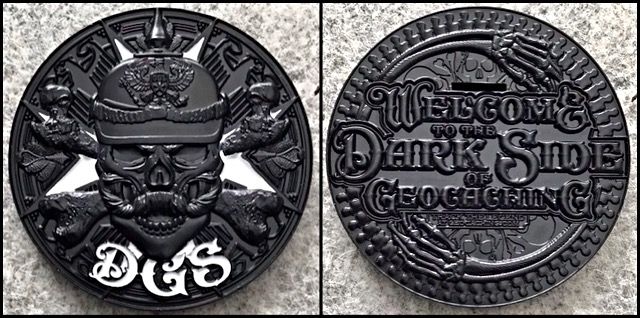 DGS
WELCOME
TO THE
DARK SIDE
OF
GEOCACHING